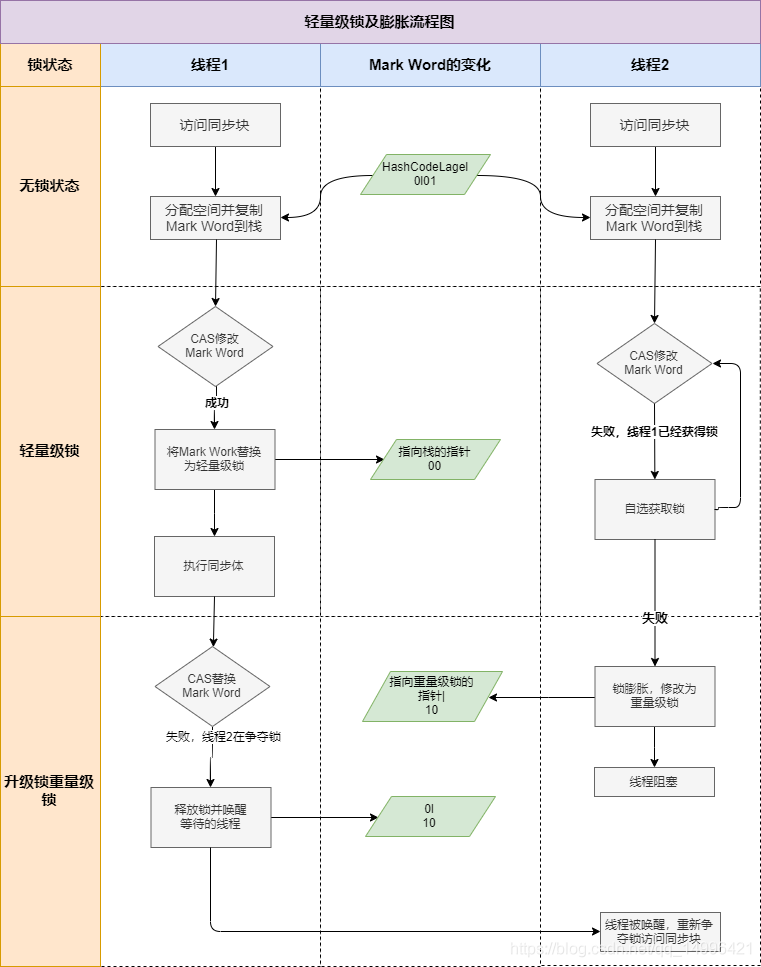 轻量级锁及膨胀流程图
锁状态
线程1
Mark Word的变化
线程2
无锁状态
访问同步块
HashCodeLageI
0I01
访问同步块
分配空间并复制
Mark Word到栈
分配空间并复制
Mark Word到栈
轻量级锁
CAS修改
Mark Word
CAS修改
Mark Word
成功
失败，线程1已经获得锁
将Mark Work替换
为轻量级锁
指向栈的指针
00
自选获取锁
执行同步体
失败
升级锁重量级
锁
CAS替换
Mark Word
指向重量级锁的
指针|
10
锁膨胀，修改为
重量级锁
失败，线程2在争夺锁
线程阻塞
释放锁并唤醒
等待的线程
0I
10
线程被唤醒，重新争
夺锁访问同步块